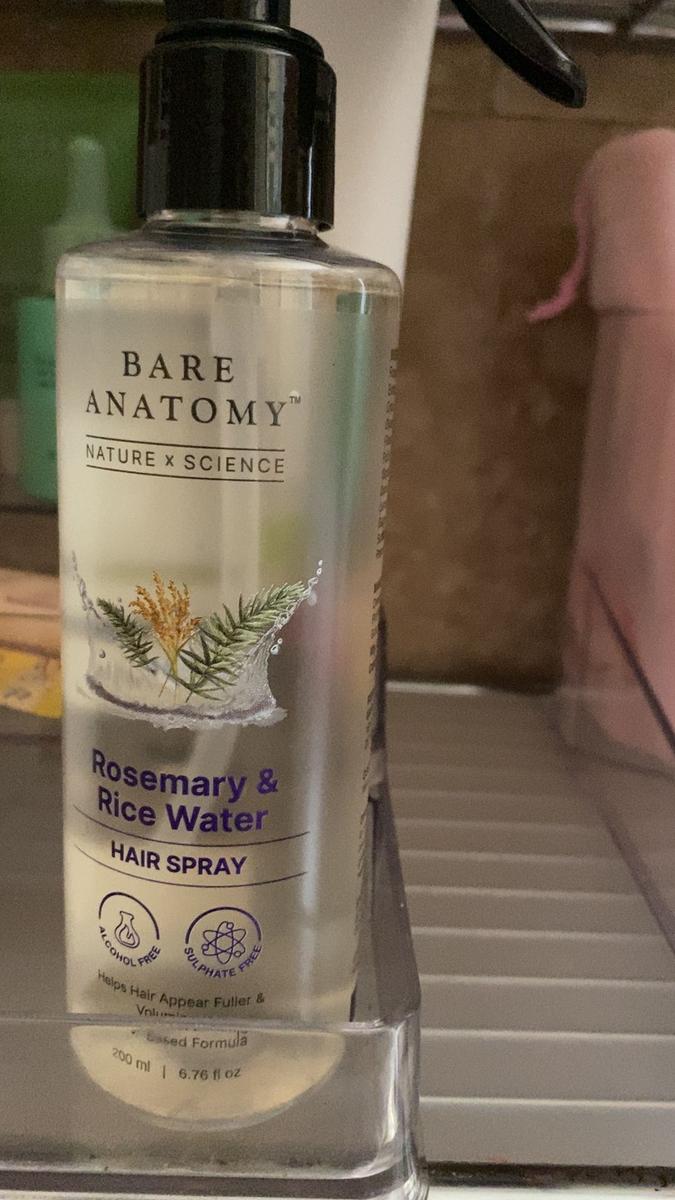 BARE
ANATOMY™
NATURE x SCIENCE
Rosemary &
Rice Water
HAIR SPRAY
ALCOHOL FREE
SULPHATE FREE
Helps Hair Appear Fuller &
Based Formula
200 ml | 6.76 fl oz